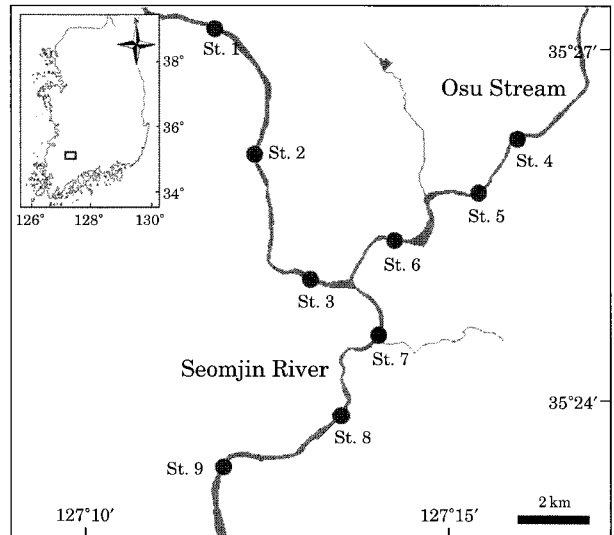 St. 1
38°
36°
34°
126°
128°
130°
35°27′
Osu Stream
St. 2
St. 4
St. 5
St. 6
St. 3
St. 7
Seomjin River
35°24′
St. 8
St. 9
127°10′
127°15′
2 km